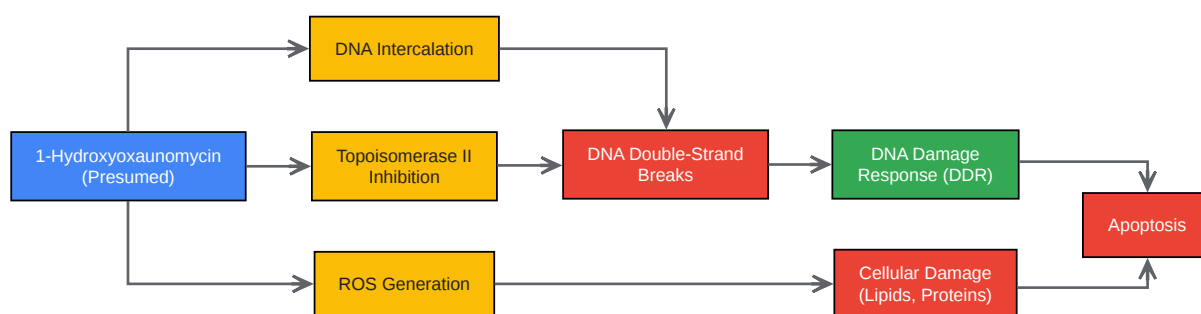 DNA Intercalation
1-Hydroxyoxaunomycin
(Presumed)
Topoisomerase II
Inhibition
DNA Double-Strand
Breaks
DNA Damage
Response (DDR)
Apoptosis
ROS Generation
Cellular Damage
(Lipids, Proteins)